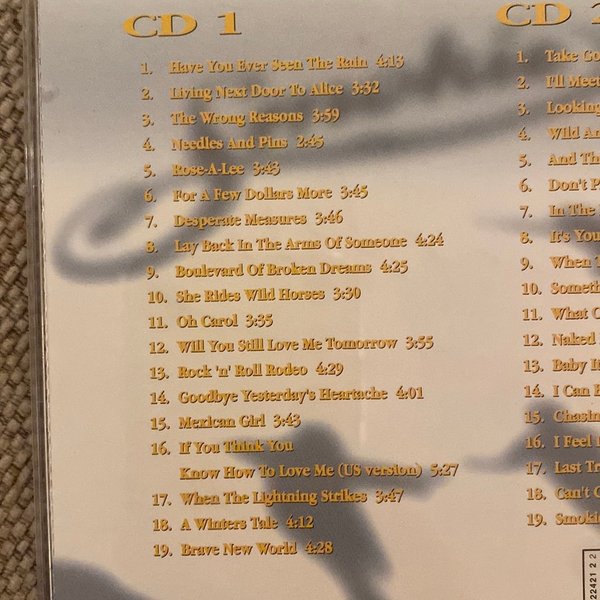 CD 1
1. Have You Ever Seen The Rain 4:13
2. Living Next Door To Alice 3:32
3. The Wrong Reasons 3:59
4. Needles And Pins 2:45
5. Rose-A-Lee 3:43
6. For A Few Dollars More 3:45
7. Desperate Measures 3:46
8. Lay Back In The Arms Of Someone 4:24
9. Boulevard Of Broken Dreams 4:25
10. She Rides Wild Horses 3:30
11. Oh Carol 3:35
12. Will You Still Love Me Tomorrow 3:55
13. Rock 'n' Roll Rodeo 4:29
14. Goodbye Yesterday's Heartache 4:01
15. Mexican Girl 3:43
16. If You Think You
Know How To Love Me (US version) 5:27
17. When The Lightning Strikes 3:47
18. A Winters Tale 4:12
19. Brave New World 4:28
CD
1. Take
2. I'll Meet
3. Looking
4. Wild
5. And
6. Don't
7. In The
8. It's You
9. When
10.
11. What
12. Naked
13. Baby
14. I Can
15.
16. I Feel
17. Last
18. Can't
19.
22421 2 2